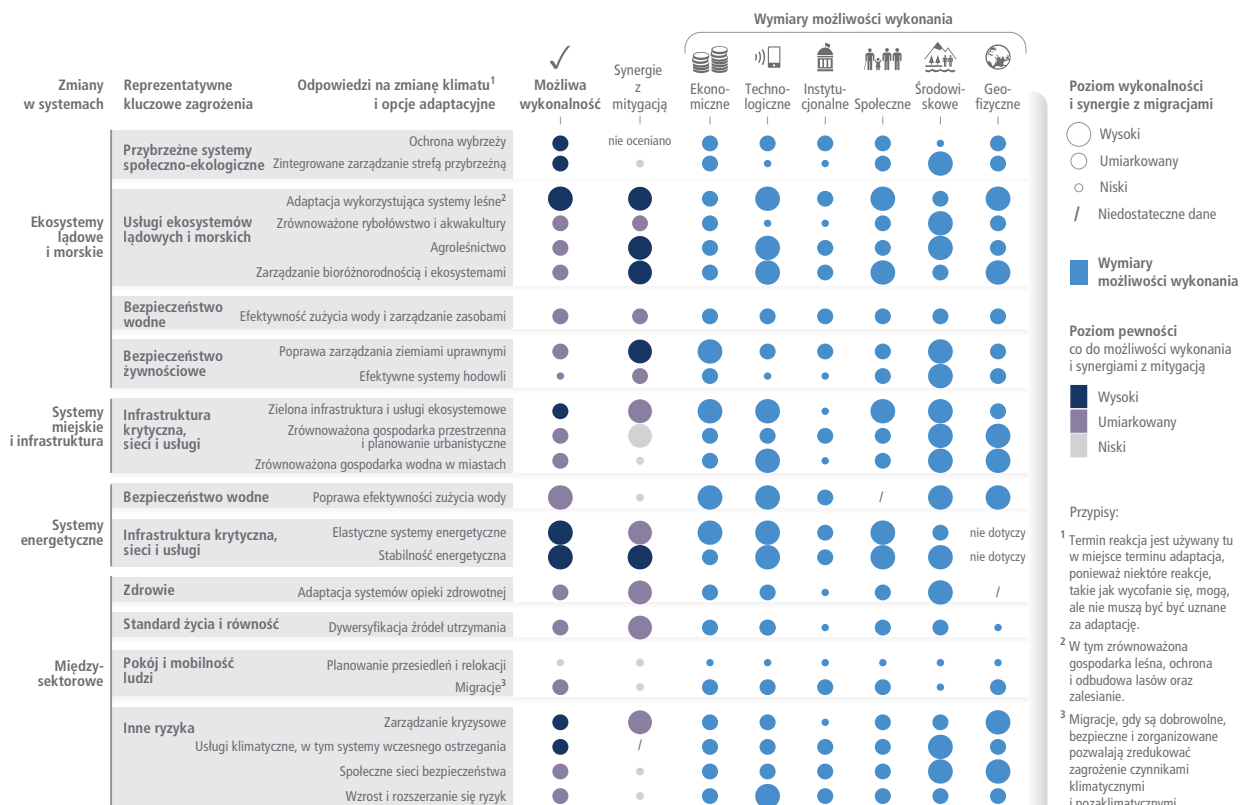 Wymiary możliwości wykonania
Zmiany
w systemach
Reprezentatywne
kluczowe zagrożenia
Odpowiedzi na zmianę klimatu1
i opcje adaptacyjne
Możliwa
wykonalność
Synergie
z
mitygacją
Ekono-
miczne
Techno-
logiczne
Instytu-
cjonalne
Społeczne
Środowi-
skowe
Geo-
fizyczne
Przybrzeżne systemy
społeczno-ekologiczne
Ochrona wybrzeży
nie oceniano
Zintegrowane zarządzanie strefą przybrzeżną
Ekosystemy
lądowe
i morskie
Usługi ekosystemów
lądowych i morskich
Adaptacja wykorzystująca systemy leśne2
Zrównoważone rybołówstwo i akwakultury
Agroleśnictwo
Zarządzanie bioróżnorodnością i ekosystemami
Bezpieczeństwo
wodne
Efektywność zużycia wody i zarządzanie zasobami
Bezpieczeństwo
żywnościowe
Poprawa zarządzania ziemiami uprawnymi
Efektywne systemy hodowli
Systemy
miejskie
i infrastruktura
Infrastruktura
krytyczna,
sieci i usługi
Zielona infrastruktura i usługi ekosystemowe
Zrównoważona gospodarka przestrzenna
i planowanie urbanistyczne
Zrównoważona gospodarka wodna w miastach
Systemy
energetyczne
Bezpieczeństwo wodne
Poprawa efektywności zużycia wody
/
Infrastruktura krytyczna,
sieci i usługi
Elastyczne systemy energetyczne
nie dotyczy
Stabilność energetyczna
nie dotyczy
Między-
sektorowe
Zdrowie
Adaptacja systemów opieki zdrowotnej
/
Standard życia i równość
Dywersyfikacja źródeł utrzymania
Pokój i mobilność
ludzi
Planowanie przesiedleń i relokacji
Migracje3
Inne ryzyka
Zarządzanie kryzysowe
Usługi klimatyczne, w tym systemy wczesnego ostrzegania
/
Społeczne sieci bezpieczeństwa
Wzrost i rozszerzanie się ryzyk
Poziom wykonalności
i synergie z migracjami
Wysoki
Umiarkowany
Niski
/ Niedostateczne dane
Wymiary
możliwości wykonania
Poziom pewności
co do możliwości wykonania
i synergiami z mitygacją
Wysoki
Umiarkowany
Niski
Przypisy:
1 Termin reakcja jest używany tu
w miejsce terminu adaptacja,
ponieważ niektóre reakcje,
takie jak wycofanie się, mogą,
ale nie muszą być być uznane
za adaptację.
2 W tym zrównoważona
gospodarka leśna, ochrona
i odbudowa lasów oraz
zalesianie.
3 Migracje, gdy są dobrowolne,
bezpieczne i zorganizowane
pozwalają zredukować
zagrożenie czynnikami
klimatycznymi
i pozaklimatycznymi